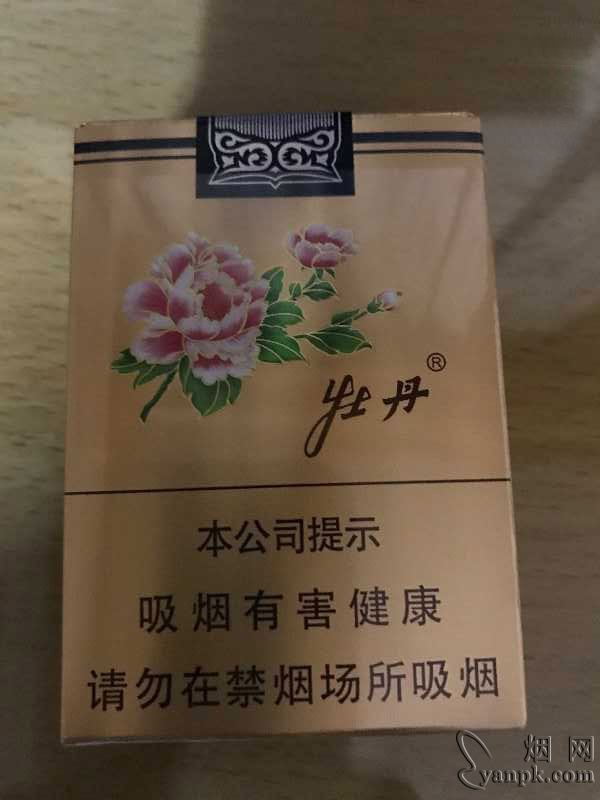 牡丹®
本公司提示
吸烟有害健康
请勿在禁烟场所吸烟
烟网
yanpk.com